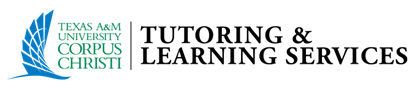 TEXAS A&M
UNIVERSITY
CORPUS
CHRISTI
TUTORING &
LEARNING SERVICES